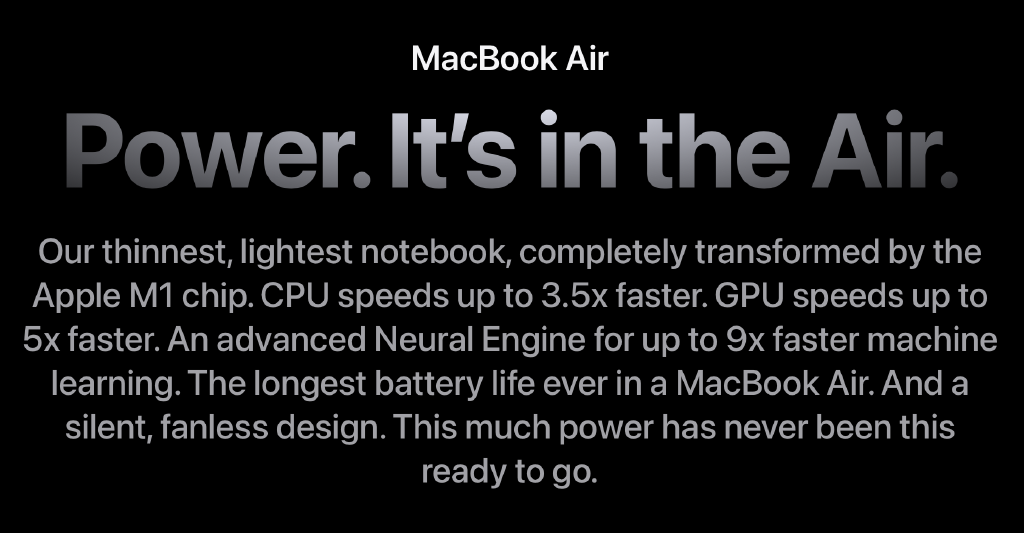 MacBook Air
Power. It’s in the Air.
Our thinnest, lightest notebook, completely transformed by the
Apple M1 chip. CPU speeds up to 3.5x faster. GPU speeds up to
5x faster. An advanced Neural Engine for up to 9x faster machine
learning. The longest battery life ever in a MacBook Air. And a
silent, fanless design. This much power has never been this
ready to go.